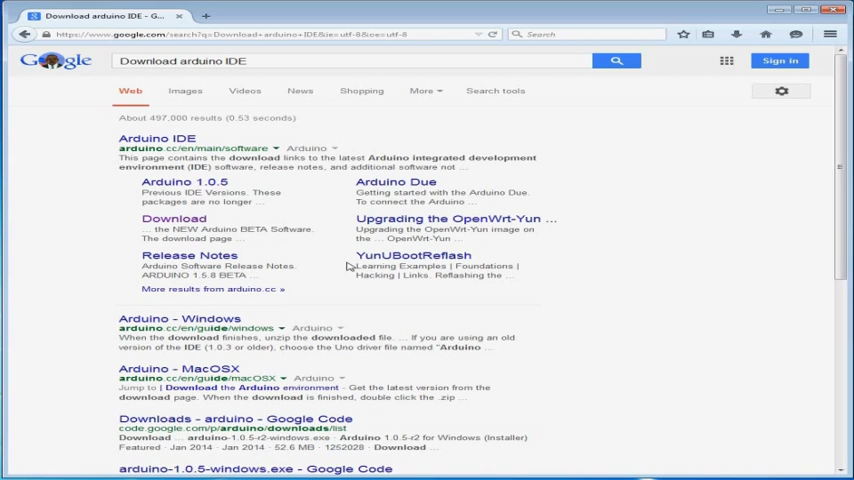 Download arduino IDE - G...
https://www.google.com/search?q=Download+arduino+IDE&ie=utf-8&oe=utf-8
Search
Google
Download arduino IDE
Sign in
Web Images Videos News Shopping More Search tools
About 497,000 results (0.53 seconds)
Arduino IDE
arduino.cc/en/main/software Arduino
This page contains the download links to the latest Arduino integrated development
environment (IDE) software, release notes, and additional software not ...
Arduino 1.0.5
Previous IDE Versions. These
packages are no longer ...
Arduino Due
Getting started with the Arduino Due.
To connect the Arduino ...
Download
... the NEW Arduino BETA Software.
The download page ...
Upgrading the OpenWrt-Yun ...
Upgrading the OpenWrt-Yun image on
the ... OpenWrt-Yun ...
Release Notes
Arduino Software Release Notes.
ARDUINO 1.5.8 BETA ...
YunUBootReflash
Learning Examples | Foundations |
Hacking | Links. Reflashing the ...
More results from arduino.cc »
Arduino - Windows
arduino.cc/en/guide/windows Arduino
When the download finishes, unzip the downloaded file. ... If you are using an old
version of the IDE (1.0.3 or older), choose the Uno driver file named "Arduino ...
Arduino - MacOSX
arduino.cc/en/guide/macOSX Arduino
Jump to | Download the Arduino environment - Get the latest version from the
download page. When the download is finished, double click the .zip ...
Downloads - arduino - Google Code
code.google.com/p/arduino/downloads/list
Download ... arduino-1.0.5-r2-windows.exe · Arduino 1.0.5-r2 for Windows (Installer)
Featured · Jan 2014 · Jan 2014 · 52.6 MB · 1252028 · Download ...
arduino-1.0.5-windows.exe - Google Code